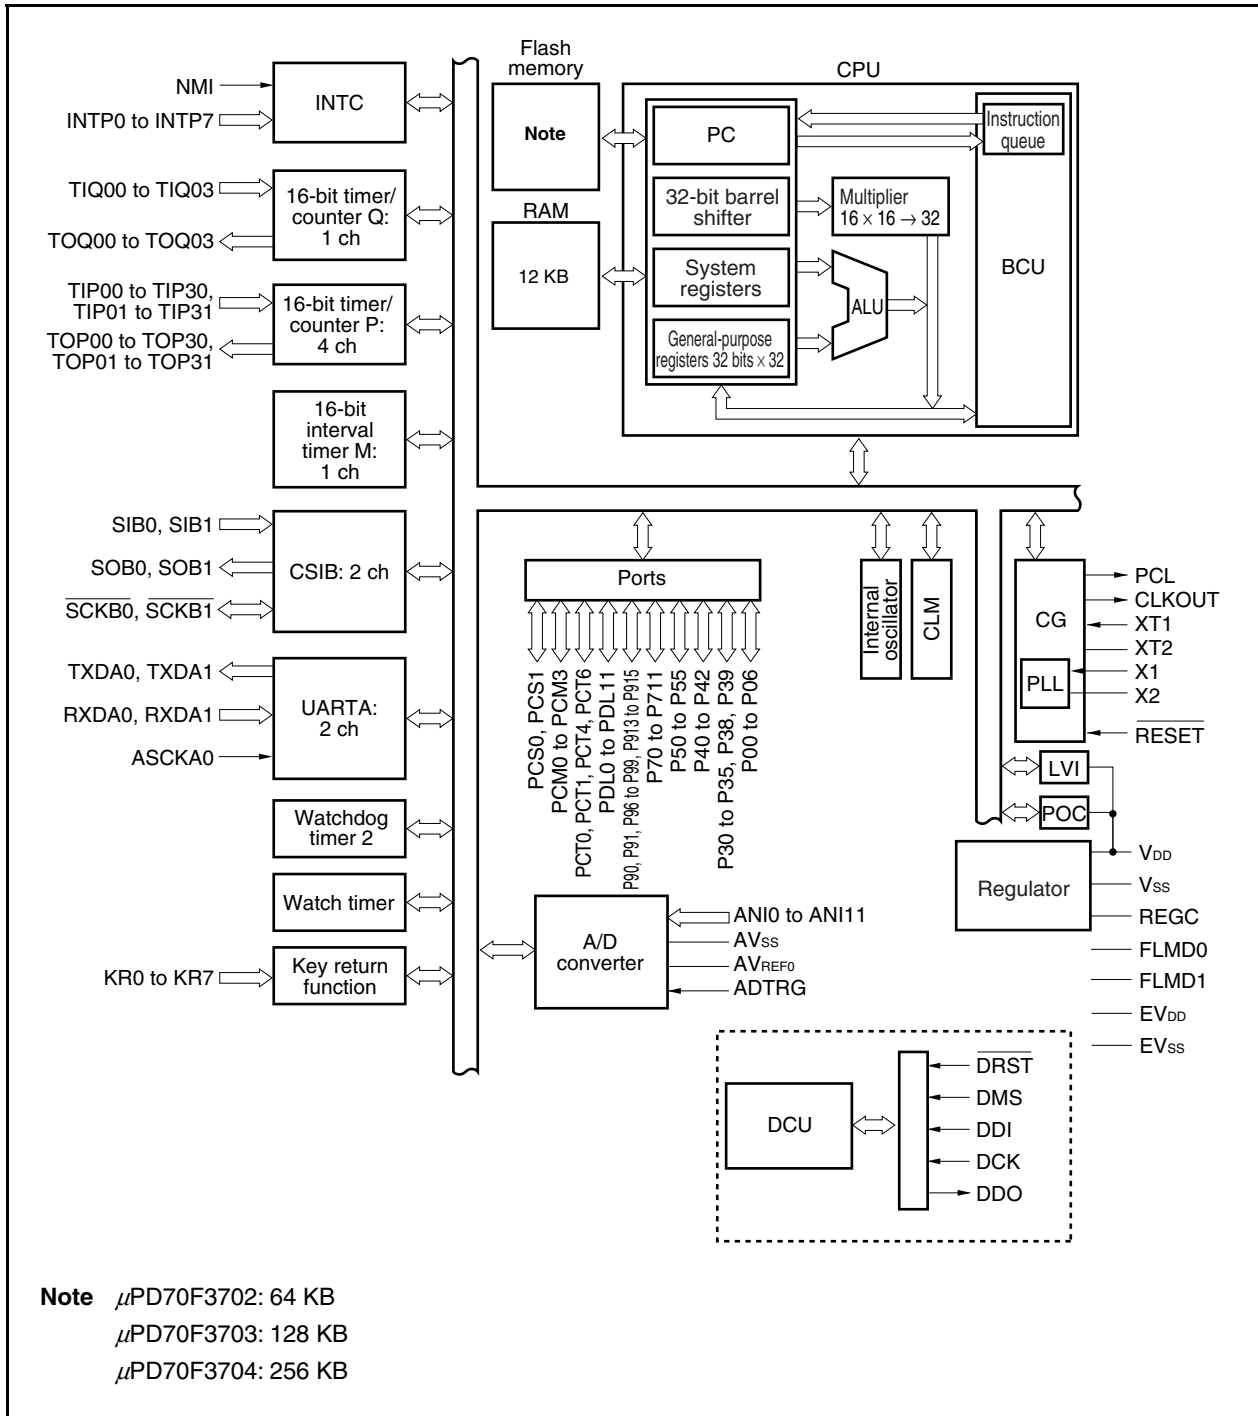 NMI
INTP0 to INTP7
INTC
TIQ00 to TIQ03
TOQ00 to TOQ03
16-bit timer/
counter Q:
1 ch
TIP00 to TIP30,
TIP01 to TIP31
TOP00 to TOP30,
TOP01 to TOP31
16-bit timer/
counter P:
4 ch
16-bit
interval
timer M:
1 ch
SIB0, SIB1
SOB0, SOB1
SCKB0, SCKB1
CSIB: 2 ch
TXDA0, TXDA1
RXDA0, RXDA1
ASCKA0
UARTA:
2 ch
Watchdog
timer 2
Watch timer
KR0 to KR7
Key return
function
Flash
memory
Note
RAM
12 KB
CPU
PC
32-bit barrel
shifter
System
registers
General-purpose
registers 32 bits × 32
Multiplier
16 × 16 → 32
ALU
Instruction
queue
BCU
Ports
PCS0, PCS1
PCM0 to PCM3
PCT0, PCT1, PCT4, PCT6
PDL0 to PDL11
P90, P91, P96 to P99, P913 to P915
P70 to P711
P50 to P55
P40 to P42
P30 to P35, P38, P39
P00 to P06
Internal
oscillator
CLM
CG
PLL
PCL
CLKOUT
XT1
XT2
X1
X2
RESET
LVI
POC
Regulator
VDD
VSS
REGC
FLMD0
FLMD1
EVDD
EVSS
A/D
converter
ANI0 to ANI11
AVSS
AVREF0
ADTRG
DCU
DRST
DMS
DDI
DCK
DDO
Note μPD70F3702: 64 KB
μPD70F3703: 128 KB
μPD70F3704: 256 KB